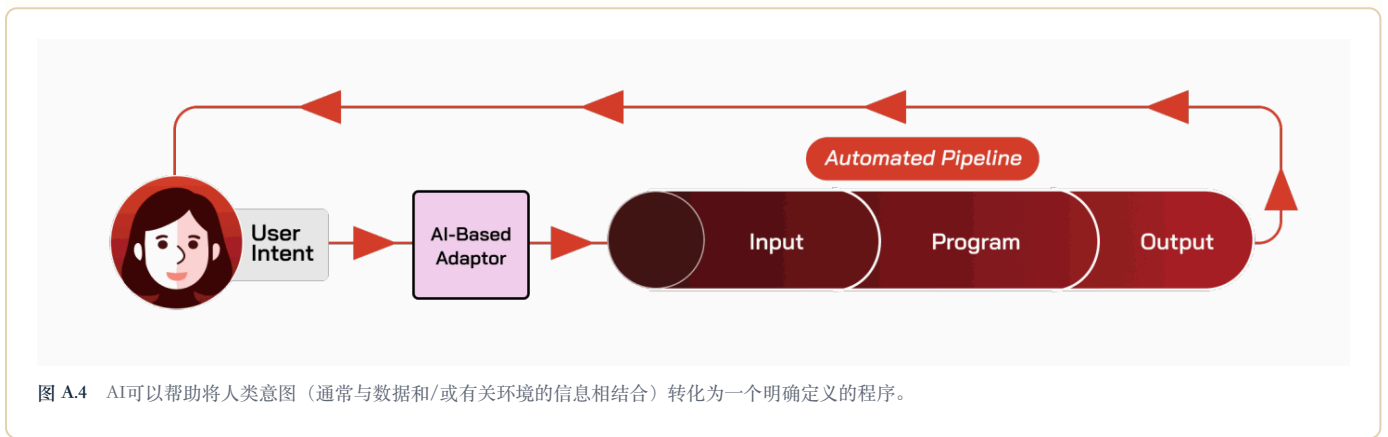 Automated Pipeline
User
Intent
AI-Based
Adaptor
Input
Program
Output
图 A.4 AI可以帮助将人类意图（通常与数据和/或有关环境的信息相结合）转化为一个明确定义的程序。